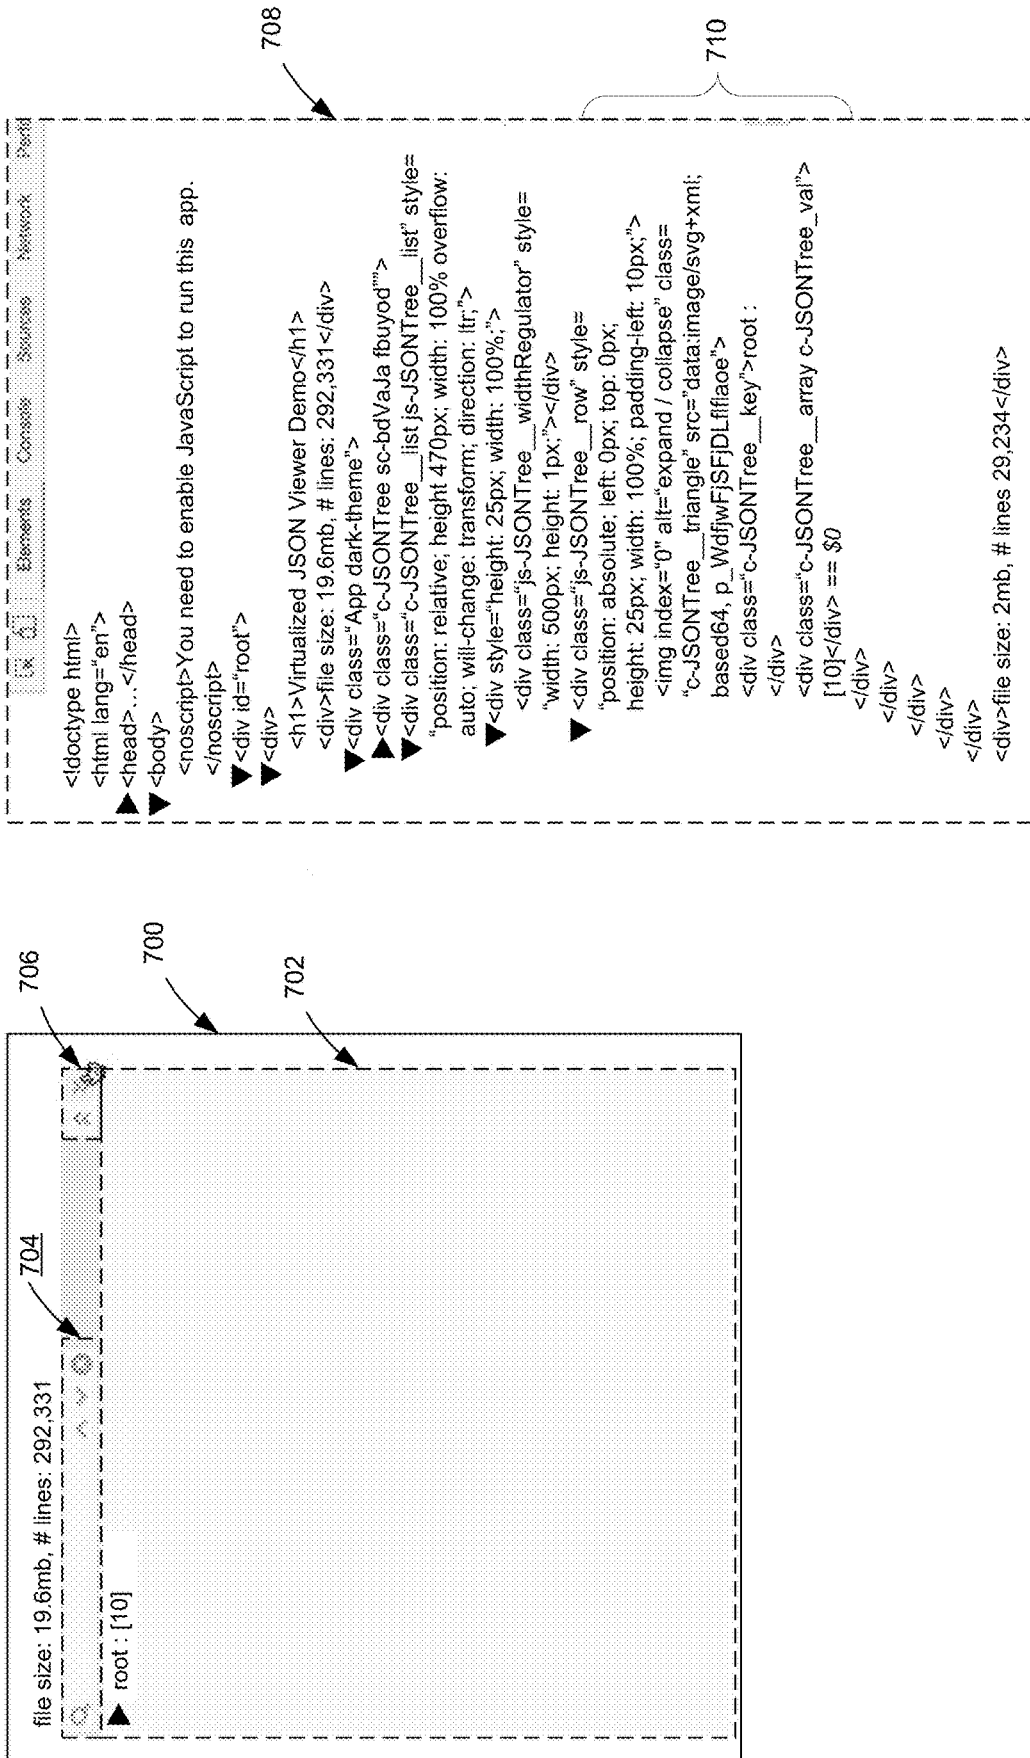 file size: 19.6mb, # lines: 292,331
704
706
700
702
root : [10]
Elements Console Sources Network
708
<!doctype html>
<html lang="en">
<head>...</head>
<body>
<noscript>You need to enable JavaScript to run this app.
</noscript>
<div id="root">
<div>
<h1>Virtualized JSON Viewer Demo</h1>
<div>file size: 19.6mb, # lines: 292,331</div>
<div class="App dark-theme">
<div class="c-JSONTree sc-bdVaJa fbuyod"">
<div class="c-JSONTree__list js-JSONTree__list" style=
"position: relative; height 470px; width: 100% overflow:
auto; will-change: transform; direction: ltr;">
<div style="height: 25px; width: 100%;">
<div class="js-JSONTree__widthRegulator" style=
"width: 500px; height: 1px;"></div>
<div class="js-JSONTree__row" style=
"position: absolute; left: 0px; top: 0px;
height: 25px; width: 100%; padding-left: 10px;">
<img index="0" alt="expand / collapse" class=
"c-JSONTree__triangle" src="data:image/svg+xml;
<div class="c-JSONTree__key">root :
</div>
<div class="c-JSONTree__array c-JSONTree_val">
[10]</div> == $0
</div>
</div>
</div>
</div>
</div>
<div>file size: 2mb, # lines 29,234</div>
710